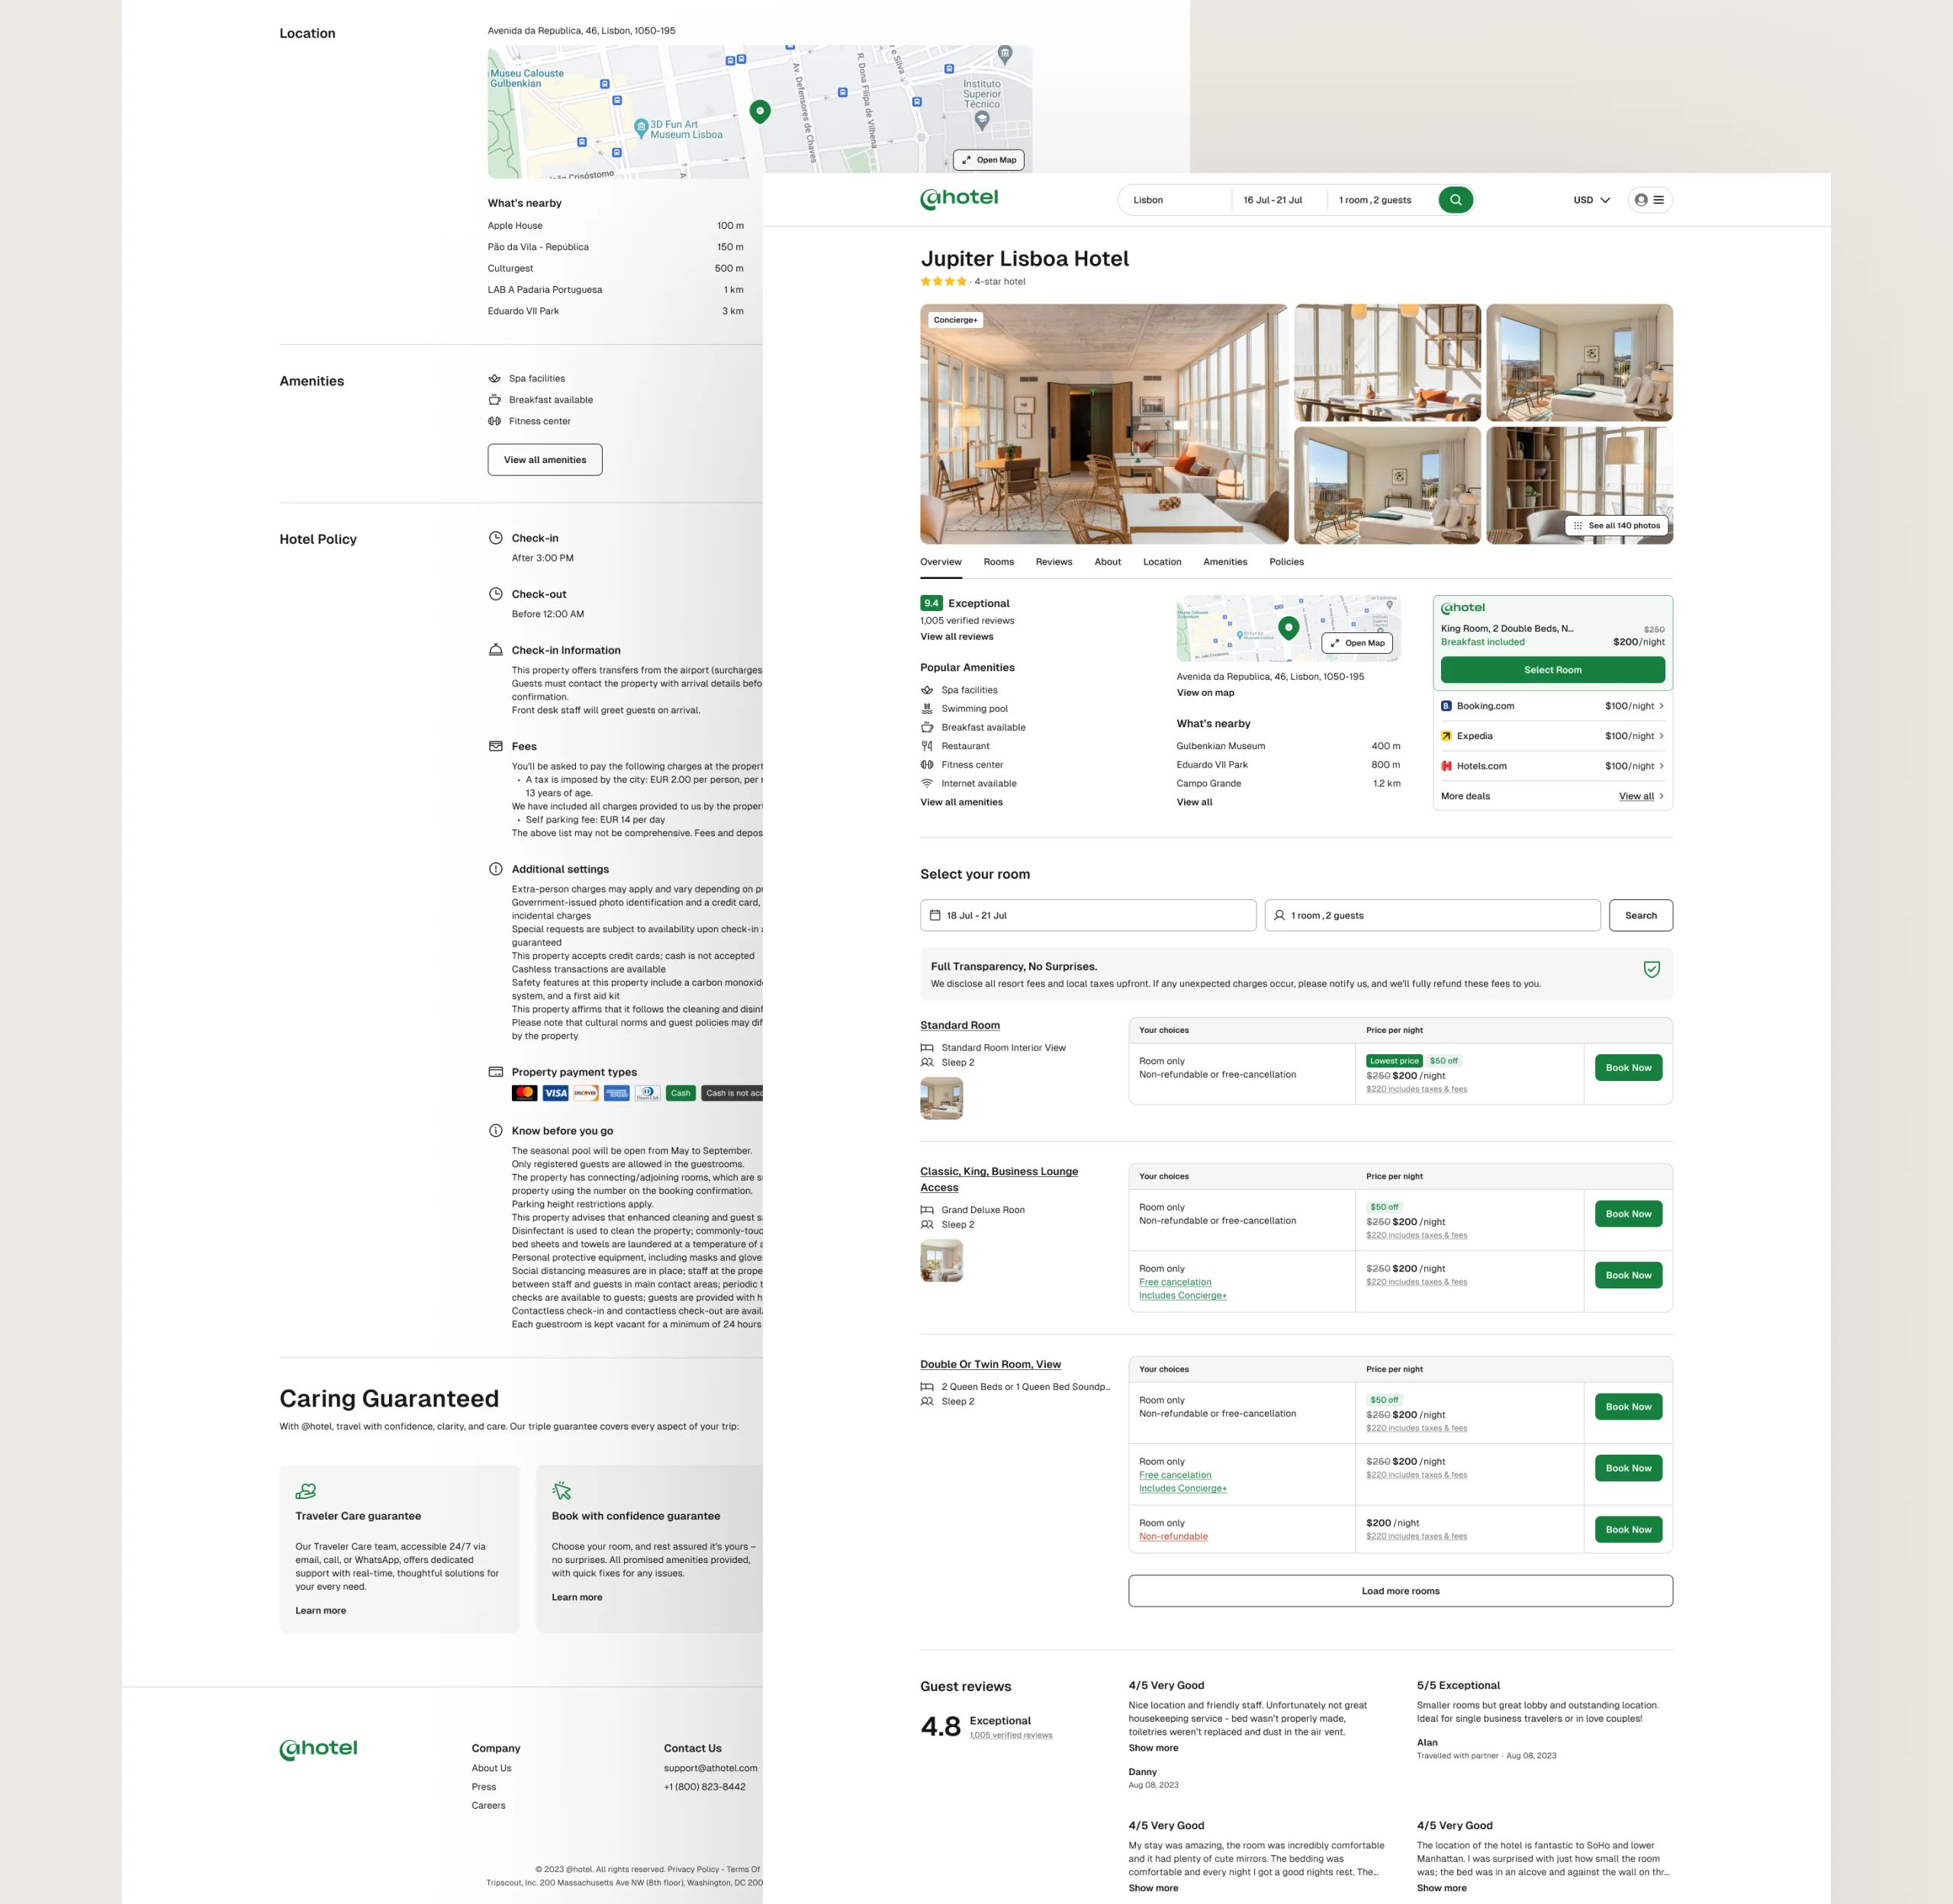 Location
Avenida da Republica, 46, Lisbon, 1050-195
Museu Calouste
Gulbenkian
3D Fun Art
Museum Lisboa
Av. Defensores de Chaves
R. Dona Filipa de Vilhena
Instituto
Superior
Técnico
Open Map
What's nearby
Apple House 100 m
Pão da Vila - República 150 m
Culturgest 500 m
LAB A Padaria Portuguesa 1 km
Eduardo VII Park 3 km
Amenities
Spa facilities
Breakfast available
Fitness center
View all amenities
Hotel Policy
Check-in
After 3:00 PM
Check-out
Before 12:00 AM
Check-in Information
This property offers transfers from the airport (surcharges
Guests must contact the property with arrival details befo
confirmation.
Front desk staff will greet guests on arrival.
Fees
You'll be asked to pay the following charges at the propert
• A tax is imposed by the city: EUR 2.00 per person, per
13 years of age.
We have included all charges provided to us by the propert
• Self parking fee: EUR 14 per day
The above list may not be comprehensive. Fees and depos
Additional settings
Extra-person charges may apply and vary depending on p
Government-issued photo identification and a credit card,
incidental charges
Special requests are subject to availability upon check-in
guaranteed
This property accepts credit cards; cash is not accepted
Cashless transactions are available
Safety features at this property include a carbon monoxid
system, and a first aid kit
This property affirms that it follows the cleaning and disinf
Please note that cultural norms and guest policies may dif
by the property
Property payment types
VISA DISCOVER Cash Cash is not acc
Know before you go
The seasonal pool will be open from May to September.
Only registered guests are allowed in the guestrooms.
The property has connecting/adjoining rooms, which are s
property using the number on the booking confirmation.
Parking height restrictions apply.
This property advises that enhanced cleaning and guest s
Disinfectant is used to clean the property; commonly-touc
bed sheets and towels are laundered at a temperature of a
Personal protective equipment, including masks and glove
Social distancing measures are in place; staff at the prope
between staff and guests in main contact areas; periodic t
checks are available to guests; guests are provided with h
Contactless check-in and contactless check-out are avail
Each guestroom is kept vacant for a minimum of 24 hours
Caring Guaranteed
With @hotel, travel with confidence, clarity, and care. Our triple guarantee covers every aspect of your trip:
Traveler Care guarantee
Our Traveler Care team, accessible 24/7 via
email, call, or WhatsApp, offers dedicated
support with real-time, thoughtful solutions for
your every need.
Learn more
Book with confidence guarantee
Choose your room, and rest assured it's yours –
no surprises. All promised amenities provided,
with quick fixes for any issues.
Learn more
@hotel
Company
About Us
Press
Careers
Contact Us
support@athotel.com
+1 (800) 823-8442
© 2023 @hotel. All rights reserved. Privacy Policy - Terms Of
Tripscout, Inc. 200 Massachusetts Ave NW (8th floor), Washington, DC 200
@hotel
Lisbon 16 Jul - 21 Jul 1 room , 2 guests
USD
Jupiter Lisboa Hotel
· 4-star hotel
Concierge+
See all 140 photos
Overview Rooms Reviews About Location Amenities Policies
9.4 Exceptional
1,005 verified reviews
View all reviews
Popular Amenities
Spa facilities
Swimming pool
Breakfast available
Restaurant
Fitness center
Internet available
View all amenities
Open Map
Avenida da Republica, 46, Lisbon, 1050-195
View on map
What's nearby
Gulbenkian Museum 400 m
Eduardo VII Park 800 m
Campo Grande 1.2 km
View all
@hotel
King Room, 2 Double Beds, N... $250
Breakfast included $200/night
Select Room
B. Booking.com $100/night
Expedia $100/night
Hotels.com $100/night
More deals View all
Select your room
18 Jul - 21 Jul
1 room , 2 guests
Search
Full Transparency, No Surprises.
We disclose all resort fees and local taxes upfront. If any unexpected charges occur, please notify us, and we'll fully refund these fees to you.
Standard Room
Standard Room Interior View
Sleep 2
Your choices Price per night
Room only
Non-refundable or free-cancellation
Lowest price $50 off
$250 $200 /night
$220 includes taxes & fees
Book Now
Classic, King, Business Lounge
Access
Grand Deluxe Roon
Sleep 2
Your choices Price per night
Room only
Non-refundable or free-cancellation
$50 off
$250 $200 /night
$220 includes taxes & fees
Book Now
Room only
Free cancelation
Includes Concierge+
$250 $200 /night
$220 includes taxes & fees
Book Now
Double Or Twin Room, View
2 Queen Beds or 1 Queen Bed Soundp...
Sleep 2
Your choices Price per night
Room only
Non-refundable or free-cancellation
$50 off
$250 $200 /night
$220 includes taxes & fees
Book Now
Room only
Free cancelation
Includes Concierge+
$250 $200 /night
$220 includes taxes & fees
Book Now
Room only
Non-refundable
$200 /night
$220 includes taxes & fees
Book Now
Load more rooms
Guest reviews
4.8 Exceptional
1,005 verified reviews
4/5 Very Good
Nice location and friendly staff. Unfortunately not great
housekeeping service - bed wasn't properly made,
toiletries weren't replaced and dust in the air vent.
Show more
Danny
Aug 08, 2023
5/5 Exceptional
Smaller rooms but great lobby and outstanding location.
Ideal for single business travelers or in love couples!
Alan
Travelled with partner · Aug 08, 2023
4/5 Very Good
My stay was amazing, the room was incredibly comfortable
and it had plenty of cute mirrors. The bedding was
comfortable and every night I got a good nights rest. The...
Show more
4/5 Very Good
The location of the hotel is fantastic to SoHo and lower
Manhattan. I was surprised with just how small the room
was; the bed was in an alcove and against the wall on thr...
Show more